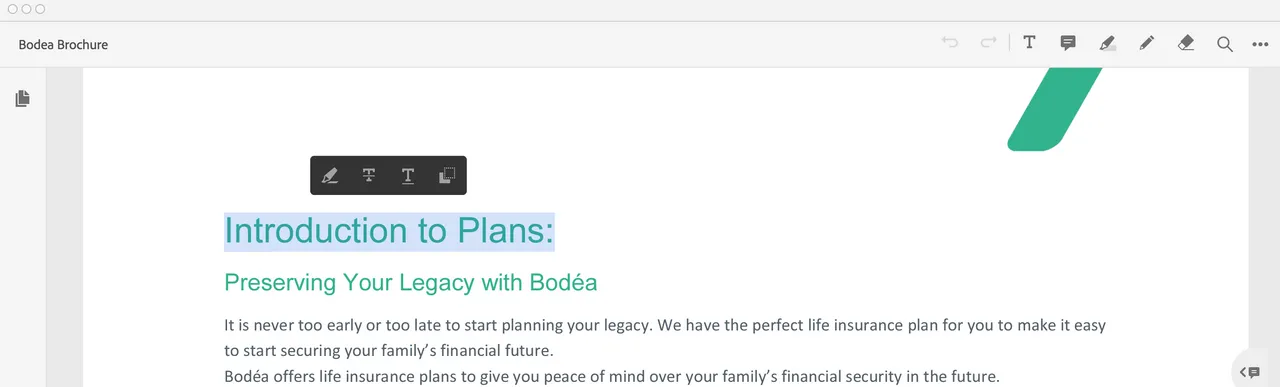 Bodea Brochure
Introduction to Plans:
Preserving Your Legacy with Bodéa
It is never too early or too late to start planning your legacy. We have the perfect life insurance plan for you to make it easy
to start securing your family’s financial future.
Bodéa offers life insurance plans to give you peace of mind over your family’s financial security in the future.